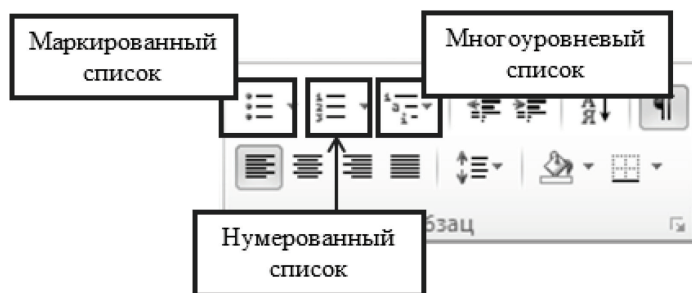 Маркированный
список
Многоуровневый
список
Нумерованный
список
бзац